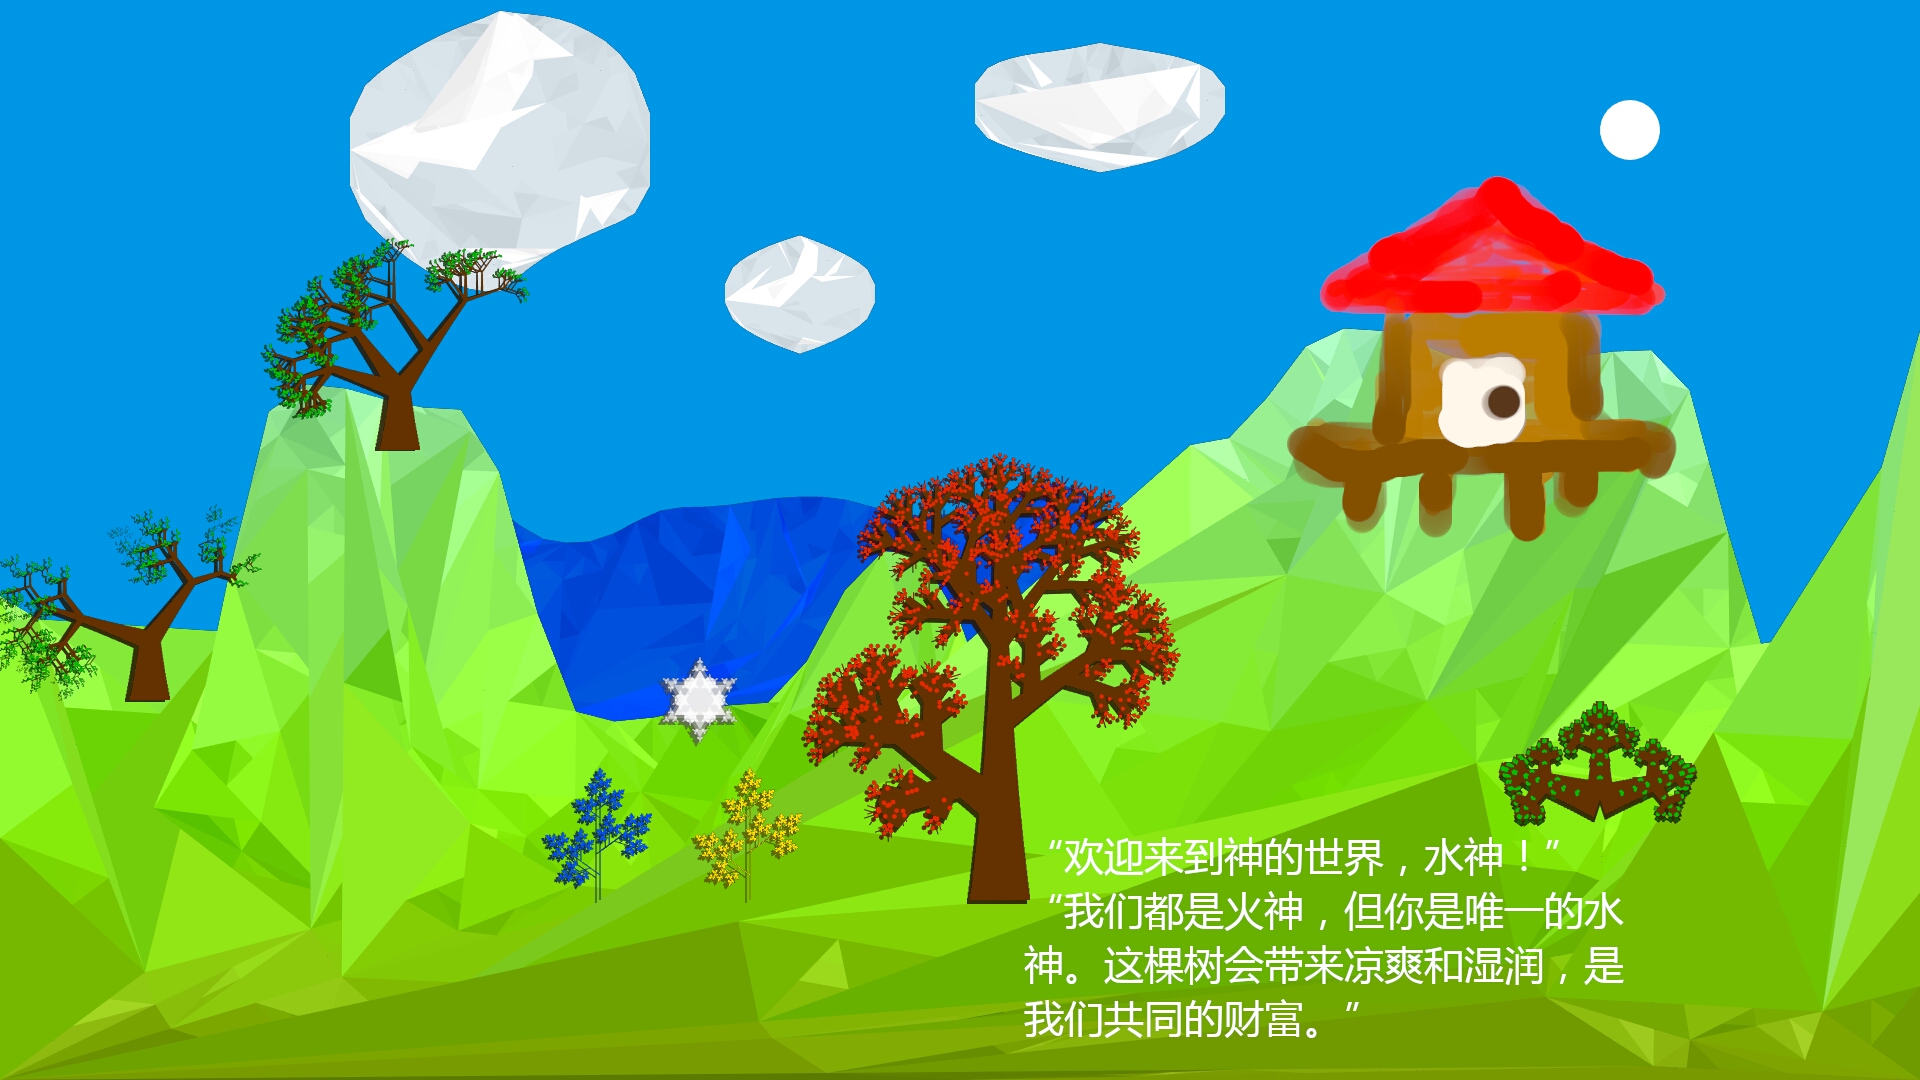 “欢迎来到神的世界，水神！”
“我们都是火神，但你是唯一的水
神。这棵树会带来凉爽和湿润，是
我们共同的财富。”